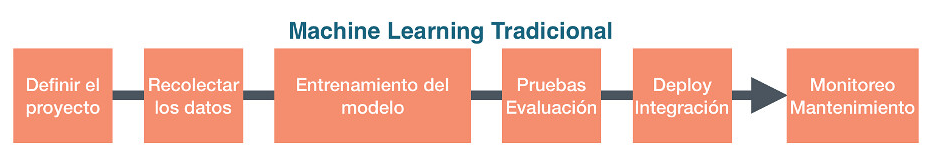 Machine Learning Tradicional
Definir el
proyecto
Recolectar
los datos
Entrenamiento del
modelo
Pruebas
Evaluación
Deploy
Integración
Monitoreo
Mantenimiento